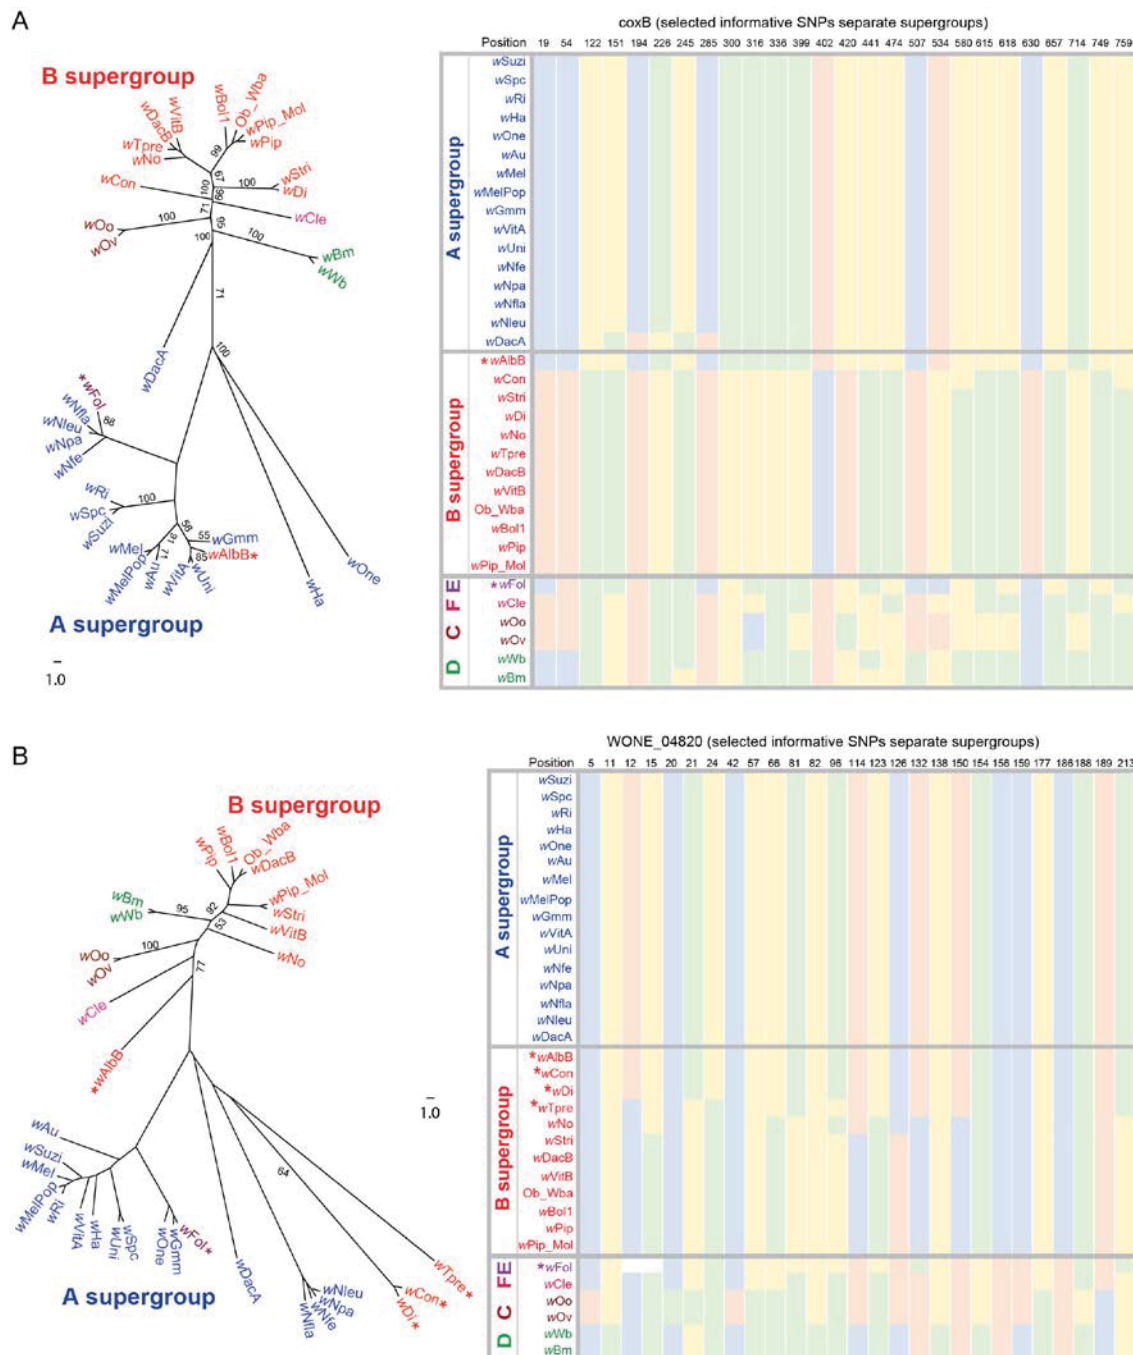 A
coxB (selected informative SNPs separate supergroups)
Position 19 54 122 151 194 226 245 285 300 316 336 399 402 420 441 474 507 534 580 615 618 630 657 714 749 759
B supergroup
wBol1
Ob_Wba
wPip_Mol
wPip
wVitB
wDacB
wTpre
wNo
wStri
wDi
wCon
wCle
wOo
wOv
wBm
wWb
99
67
100
100
99
71
95
100
100
100
71
100
wDacA
*wFol
wNfla
wNleu
wNpa
wNfe
88
wRi
wSpc
wSuzi
100
56
55
wGmm
wAlbB*
85
91
71
wMel
wMelPop
wAu
wVitA
wUni
wHa
wOne
A supergroup
1.0
A supergroup
wSuzi
wSpc
wRi
wHa
wOne
wAu
wMel
wMelPop
wGmm
wVitA
wUni
wNfe
wNpa
wNfla
wNleu
wDacA
B supergroup
*wAlbB
wCon
wStri
wDi
wNo
wTpre
wDacB
wVitB
Ob_Wba
wBol1
wPip
wPip_Mol
D C F E
*wFol
wCle
wOo
wOv
wWb
wBm
B
WONE_04820 (selected informative SNPs separate supergroups)
Position 5 11 12 15 20 21 24 42 57 66 81 82 96 114 123 126 132 138 150 154 156 159 177 186 188 189 213
B supergroup
wPip
wBol1
Ob_Wba
wDacB
wPip_Mol
wStri
wVitB
wNo
wBm
wWb
95
92
53
wOo
wOv
100
77
wCle
*wAlbB
1.0
wAu
wSuzi
wMel
wMelPop
wRi
wVitA
wHa
wUni
wSpc
wOne
wGmm
wFol*
wDacA
wNleu
wNpa
wNfe
wNfla
64
wTpre*
wCon*
wDi*
A supergroup
A supergroup
wSuzi
wSpc
wRi
wHa
wOne
wAu
wMel
wMelPop
wGmm
wVitA
wUni
wNfe
wNpa
wNfla
wNleu
wDacA
B supergroup
*wAlbB
*wCon
*wDi
*wTpre
wNo
wStri
wDacB
wVitB
Ob_Wba
wBol1
wPip
wPip_Mol
D C F E
*wFol
wCle
wOo
wOv
wWb
wBm